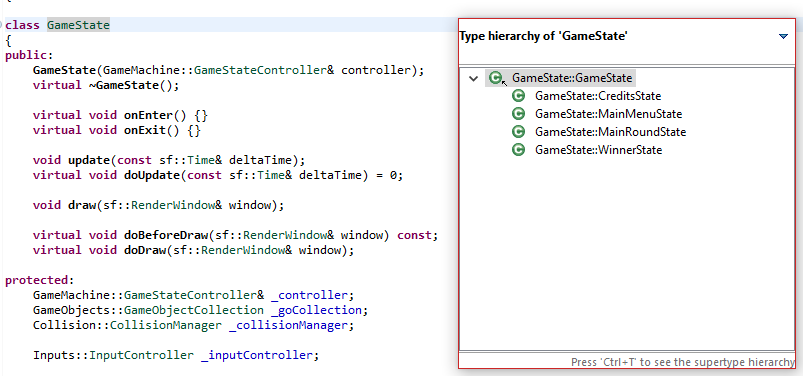 class GameState
{
public:
    GameState(GameMachine::GameStateController& controller);
    virtual ~GameState();
    virtual void onEnter() {}
    virtual void onExit() {}
    void update(const sf::Time& deltaTime);
    virtual void doUpdate(const sf::Time& deltaTime) = 0;
    void draw(sf::RenderWindow& window);
    virtual void doBeforeDraw(sf::RenderWindow& window) const;
    virtual void doDraw(sf::RenderWindow& window);
protected:
    GameMachine::GameStateController& _controller;
    GameObjects::GameObjectCollection _goCollection;
    Collision::CollisionManager _collisionManager;
    Inputs::InputController _inputController;
Type hierarchy of 'GameState'
GameState::GameState
GameState::CreditsState
GameState::MainMenuState
GameState::MainRoundState
GameState::WinnerState
Press 'Ctrl+T' to see the supertype hierarchy